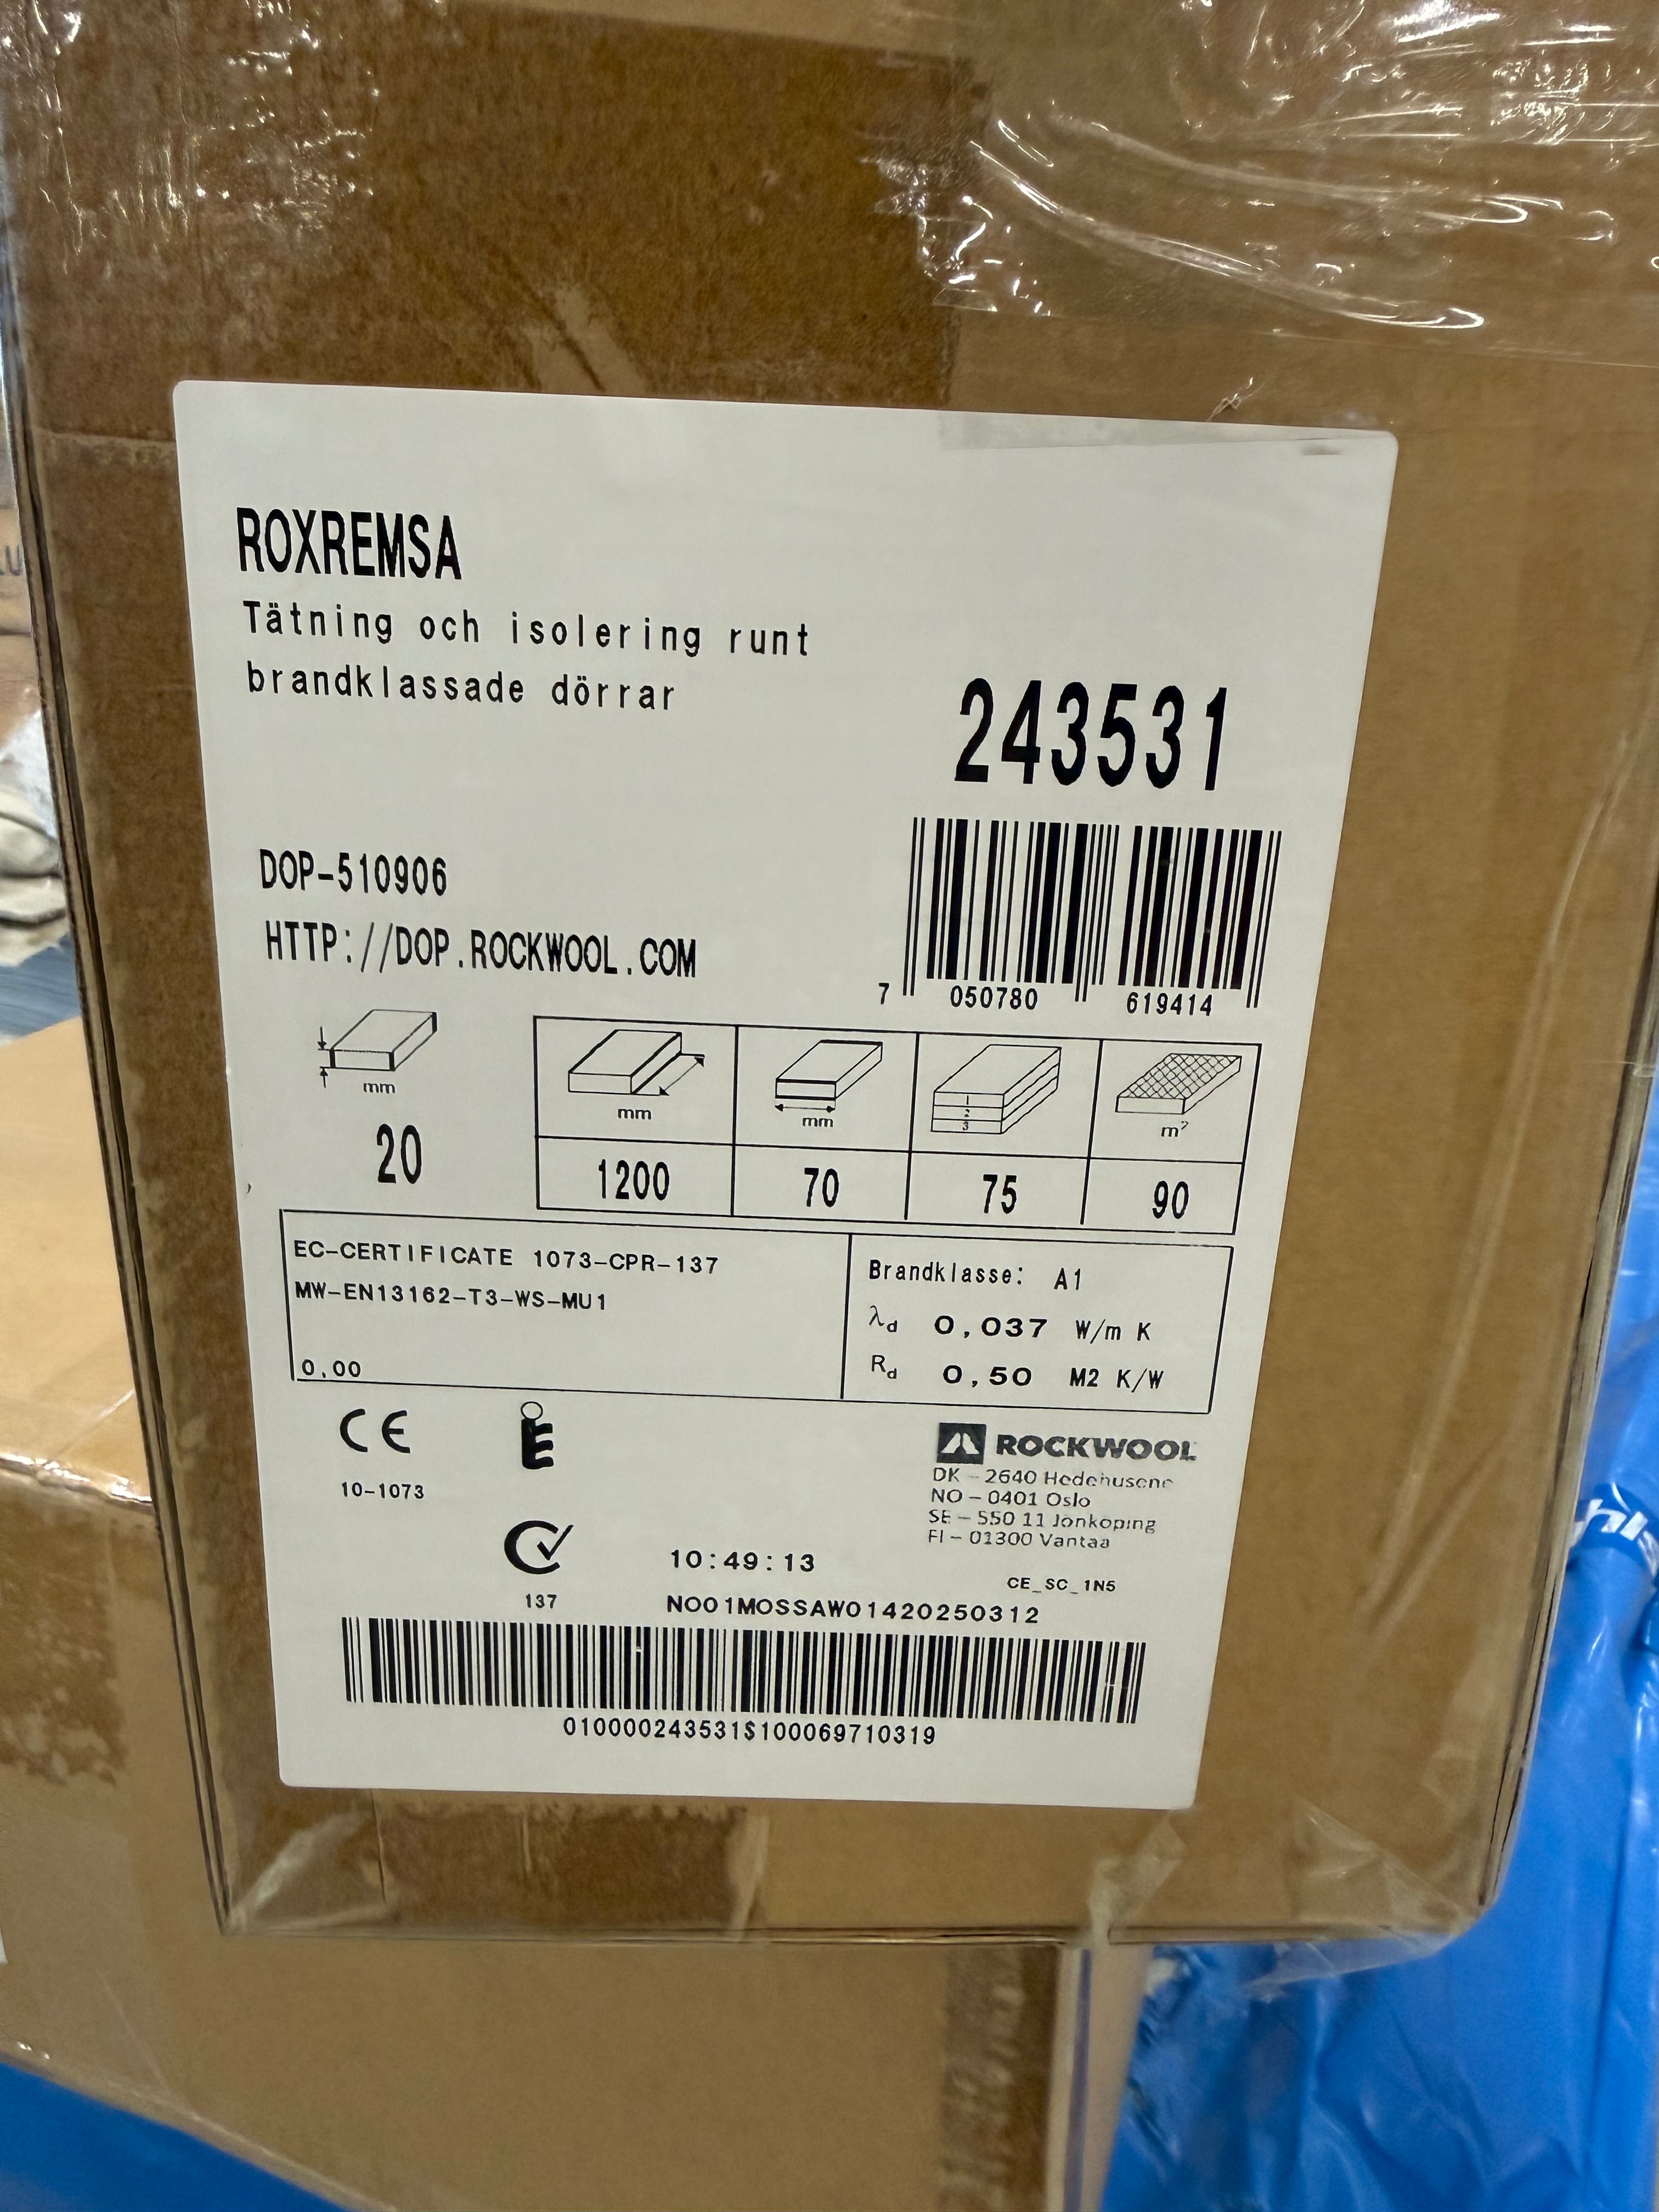 ROXREMSA
Tätning och isolering runt
brandklassade dörrar
243531
DOP-510906
HTTP://DOP.ROCKWOOL.COM
7 050780 619414
mm mm mm 1 2 3 m²
20 1200 70 75 90
EC-CERTIFICATE 1073-CPR-137
MW-EN13162-T3-WS-MU1
0,00
Brandklasse: A1
λd 0,037 W/m K
Rd 0,50 M2 K/W
CE
10-1073
137
ROCKWOOL
DK - 2640 Hedehusene
NO - 0401 Oslo
SE - 550 11 Jonkoping
FI - 01300 Vantaa
10:49:13
CE_SC_1N5
NO01MOSSAW01420250312
010000243531$100069710319